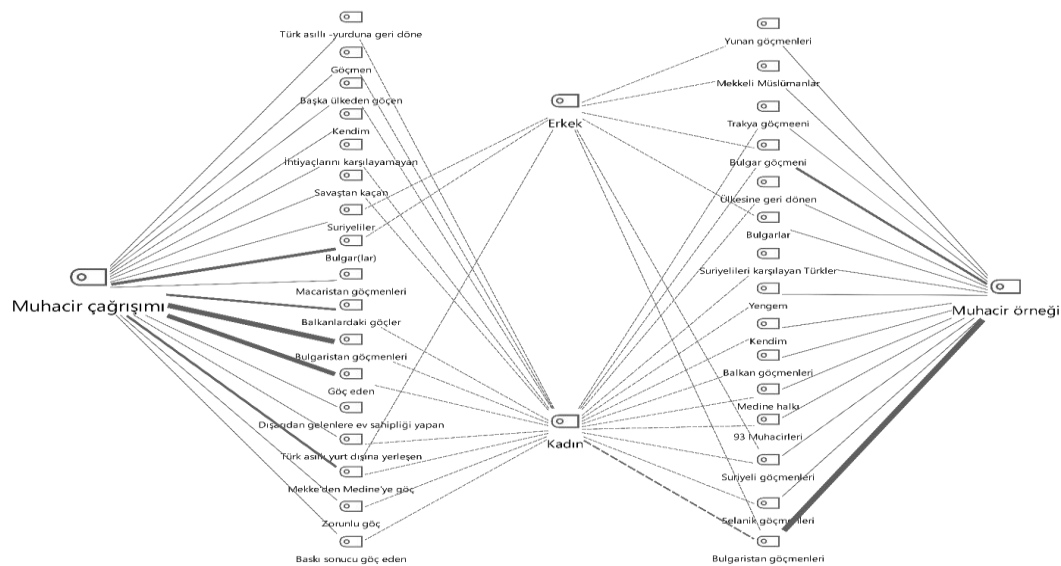 Türk asıllı -yurduna geri döne
Göçmen
Başka ülkeden göçen
Kendim
İhtiyaçlarını karşılayamayan
Savaştan kaçan
Suriyeliler
Bulgar(lar)
Macaristan göçmenleri
Balkanlardaki göçler
Bulgaristan göçmenleri
Göç eden
Dışarıdan gelenlere ev sahipliği yapan
Türk asıllı yurt dışına yerleşen
Mekke'den Medine'ye göç
Zorunlu göç
Baskı sonucu göç eden
Muhacir çağrışımı
Erkek
Kadın
Yunan göçmenleri
Mekkeli Müslümanlar
Trakya göçmeeni
Bulgar göçmeni
Ülkesine geri dönen
Bulgarlar
Suriyelileri karşılayan Türkler
Yengem
Kendim
Balkan göçmenleri
Medine halkı
93 Muhacirleri
Suriyeli göçmenleri
Selanik göçmenleri
Bulgaristan göçmenleri
Muhacir örneği